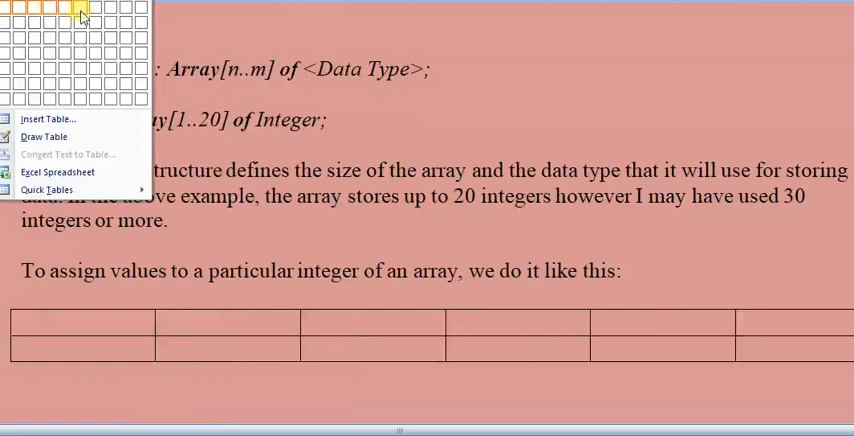 : Array[n..m] of <Data Type>;
Insert Table...
ay[1..20] of Integer;
Draw Table
Convert Text to Table...
tructure defines the size of the array and the data type that it will use for storing
Excel Spreadsheet
Quick Tables
data. In the above example, the array stores up to 20 integers however I may have used 30
integers or more.
To assign values to a particular integer of an array, we do it like this: